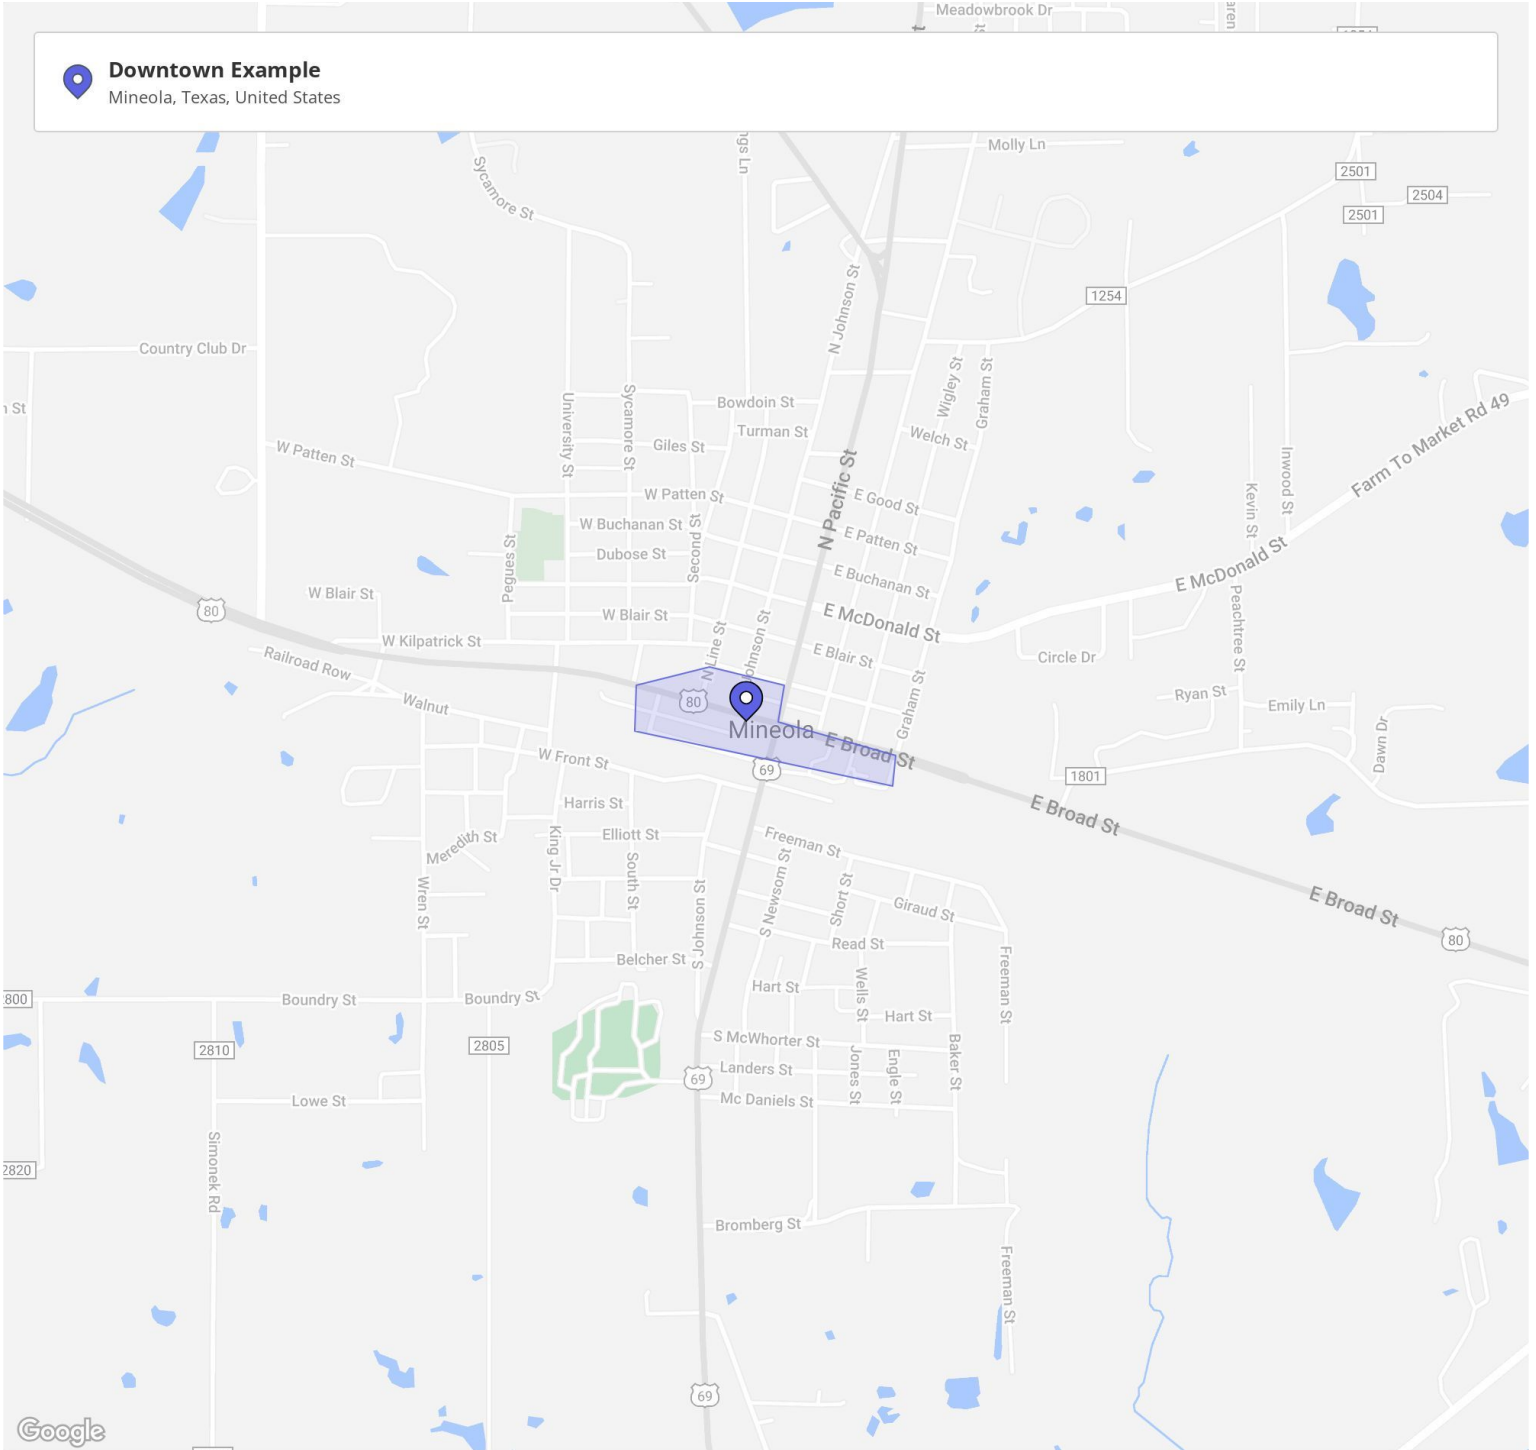 Meadowbrook Dr
Downtown Example
Mineola, Texas, United States
Molly Ln
2501
2504
2501
Sycamore St
1254
N Johnson St
Country Club Dr
Wigley St
Graham St
University St
Sycamore St
Bowdoin St
Turman St
Giles St
Welch St
Farm To Market Rd 49
W Patten St
N Pacific St
W Patten St
E Good St
Inwood St
Kevin St
W Buchanan St
Second St
E Patten St
Dubose St
Pegues St
E Buchanan St
E McDonald St
W Blair St
80
W Blair St
E McDonald St
Peachtree St
W Kilpatrick St
N Line St
Johnson St
E Blair St
Circle Dr
Railroad Row
Graham St
Ryan St
Emily Ln
Walnut
80
Mineola
E Broad St
Dawn Dr
W Front St
69
1801
Harris St
E Broad St
Elliott St
Freeman St
Meredith St
King Jr Dr
South St
Wren St
S Johnson St
S Newsom St
Short St
Giraud St
E Broad St
80
Read St
Belcher St
Freeman St
Hart St
Wells St
Boundry St
Boundry St
Hart St
2810
2805
S McWhorter St
Jones St
Engle St
Baker St
69
Landers St
Mc Daniels St
Lowe St
Simonek Rd
2820
Bromberg St
Freeman St
69
Google